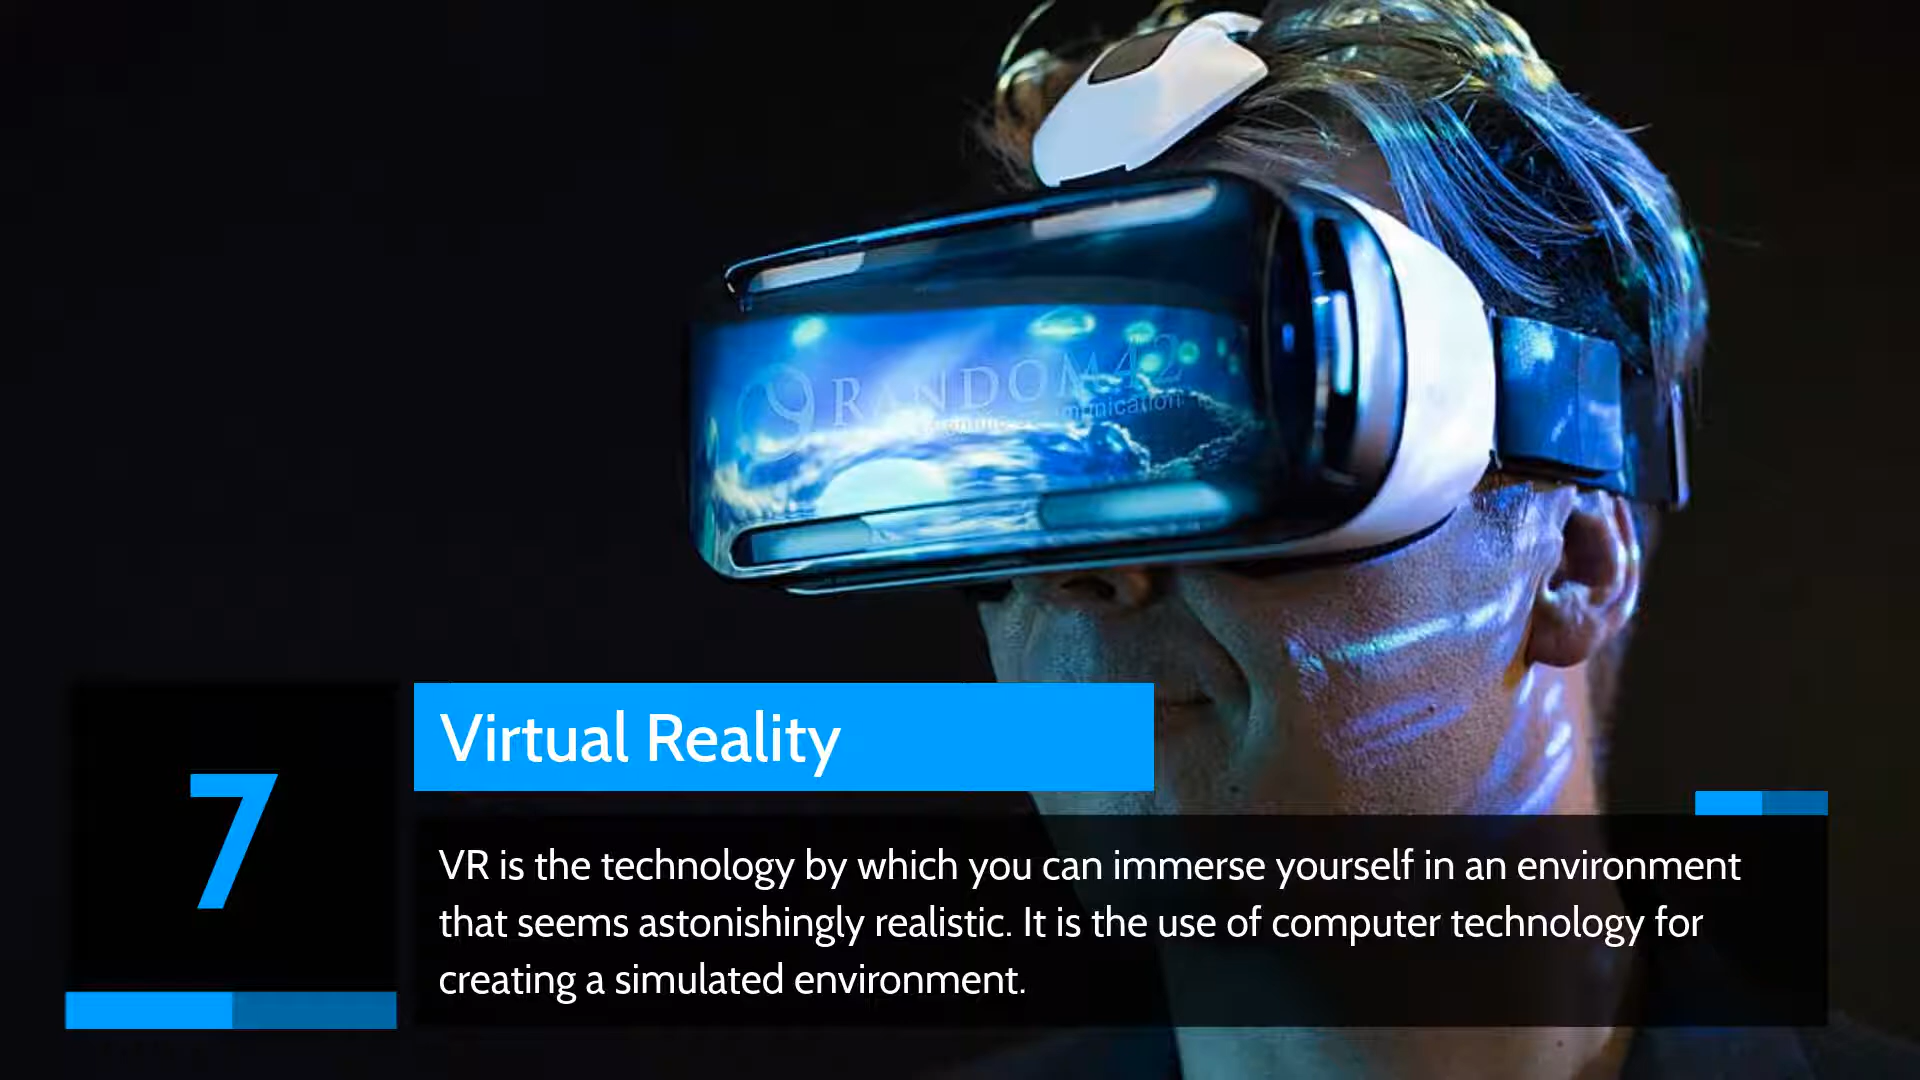 RANDOM42
7
Virtual Reality
VR is the technology by which you can immerse yourself in an environment
that seems astonishingly realistic. It is the use of computer technology for
creating a simulated environment.